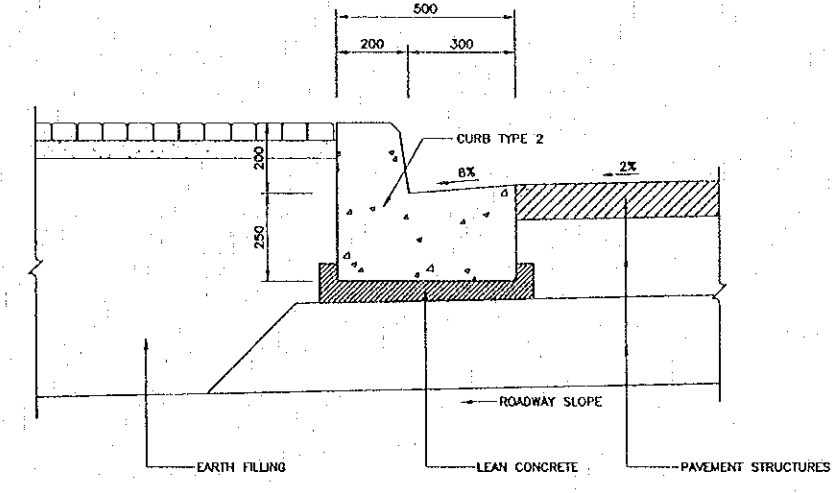 500
200
300
200
CURB TYPE 2
8%
2%
250
ROADWAY SLOPE
EARTH FILLING
LEAN CONCRETE
PAVEMENT STRUCTURES